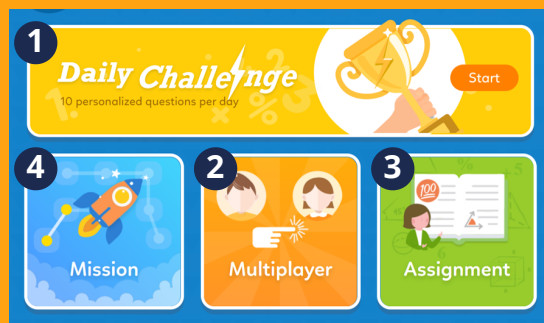 1
Daily Challenge
10 personalized questions per day
Start
4
Mission
2
Multiplayer
3
100
Assignment